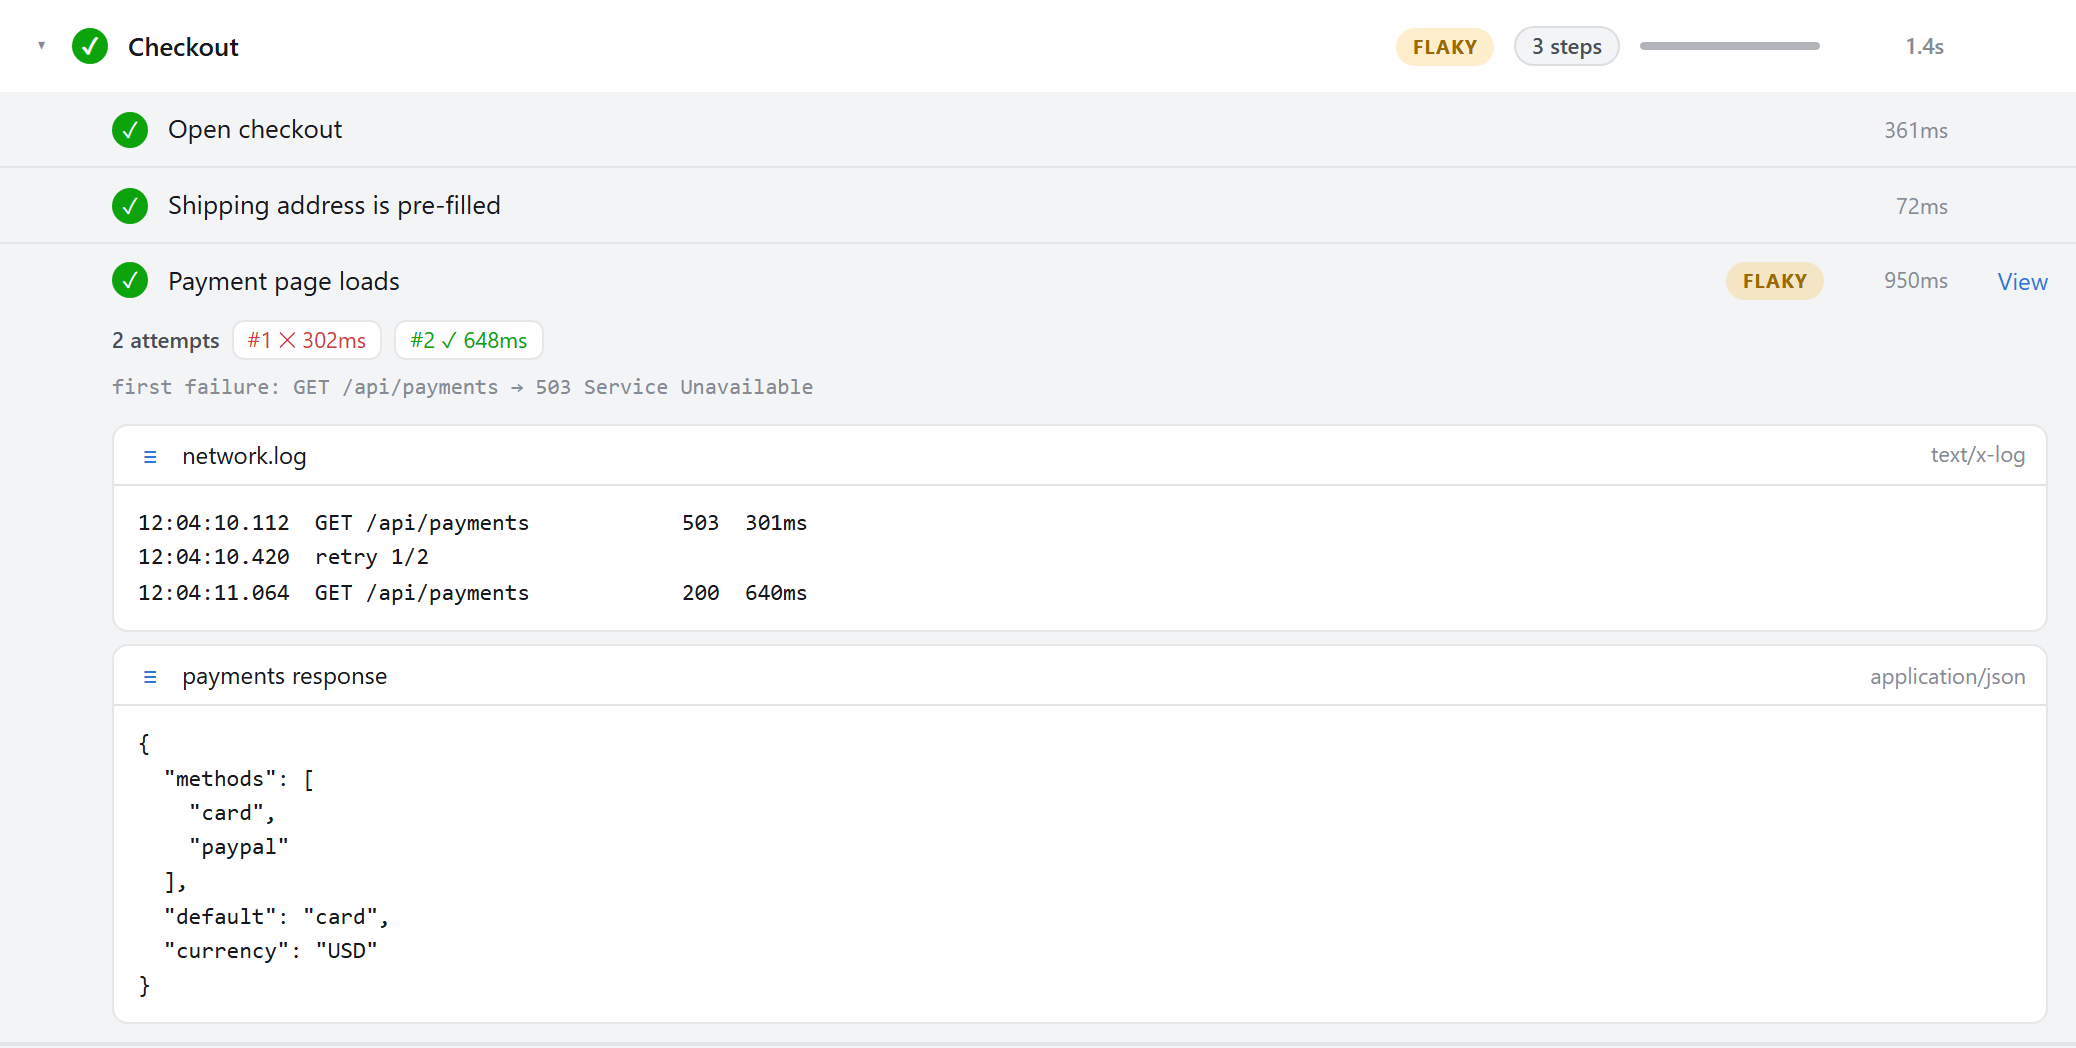 Checkout FLAKY 3 steps 1.4s
Open checkout 361ms
Shipping address is pre-filled 72ms
Payment page loads FLAKY 950ms View
2 attempts #1 ✕ 302ms #2 ✓ 648ms
first failure: GET /api/payments → 503 Service Unavailable
network.log text/x-log
12:04:10.112  GET /api/payments            503  301ms
12:04:10.420  retry 1/2
12:04:11.064  GET /api/payments            200  640ms
payments response application/json
{
  "methods": [
    "card",
    "paypal"
  ],
  "default": "card",
  "currency": "USD"
}